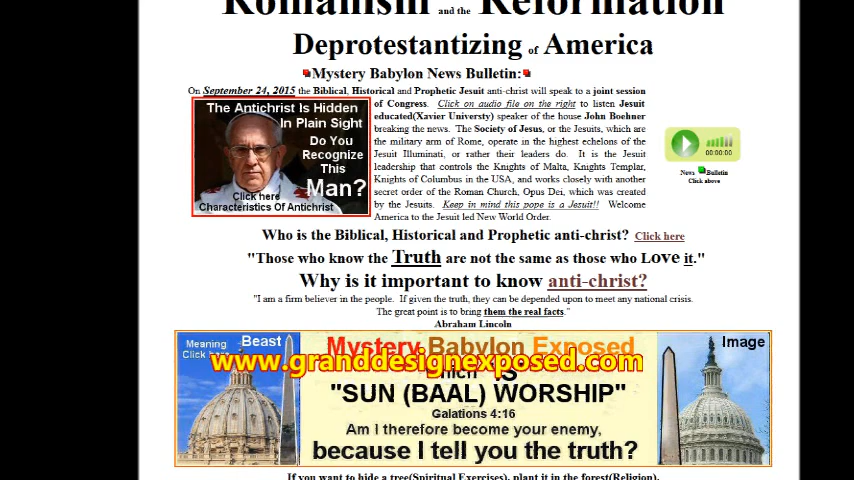 Romanism and the Reformation
Deprotestantizing of America
Mystery Babylon News Bulletin:
On September 24, 2015 the Biblical, Historical and Prophetic Jesuit anti-christ will speak to a joint session
of Congress. Click on audio file on the right to listen Jesuit
educated(Xavier Universty) speaker of the house John Boehner
breaking the news. The Society of Jesus, or the Jesuits, which are
the military arm of Rome, operate in the highest echelons of the
Jesuit Illuminati, or rather their leaders do. It is the Jesuit
leadership that controls the Knights of Malta, Knights Templar,
Knights of Columbus in the USA, and works closely with another
secret order of the Roman Church, Opus Dei, which was created
by the Jesuits. Keep in mind this pope is a Jesuit!! Welcome
America to the Jesuit led New World Order.
The Antichrist Is Hidden
In Plain Sight
Do You
Recognize
This
Man?
Click here
Characteristics Of Antichrist
00:00:00
News Bulletin
Click above
Who is the Biblical, Historical and Prophetic anti-christ? Click here
"Those who know the Truth are not the same as those who Love it."
Why is it important to know anti-christ?
"I am a firm believer in the people. If given the truth, they can be depended upon to meet any national crisis.
The great point is to bring them the real facts."
Abraham Lincoln
Meaning
Click here
Beast
Mystery Babylon Exposed
www.granddesignexposed.com
which is
"SUN (BAAL) WORSHIP"
Galations 4:16
Am I therefore become your enemy,
because I tell you the truth?
Image
If you want to hide a tree(Spiritual Exercises), plant it in the forest(Religion).